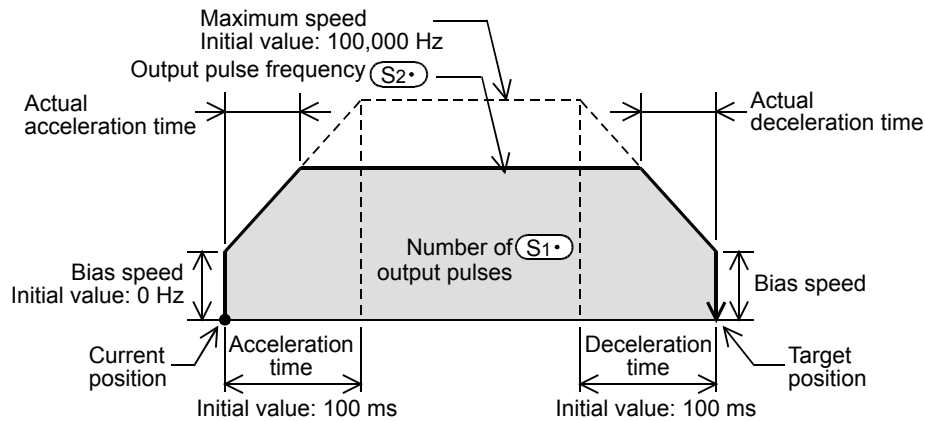 Maximum speed
Initial value: 100,000 Hz
Output pulse frequency S2•
Actual
acceleration time
Actual
deceleration time
Number of S1•
output pulses
Bias speed
Initial value: 0 Hz
Bias speed
Current
position
Acceleration
time
Deceleration
time
Target
position
Initial value: 100 ms
Initial value: 100 ms